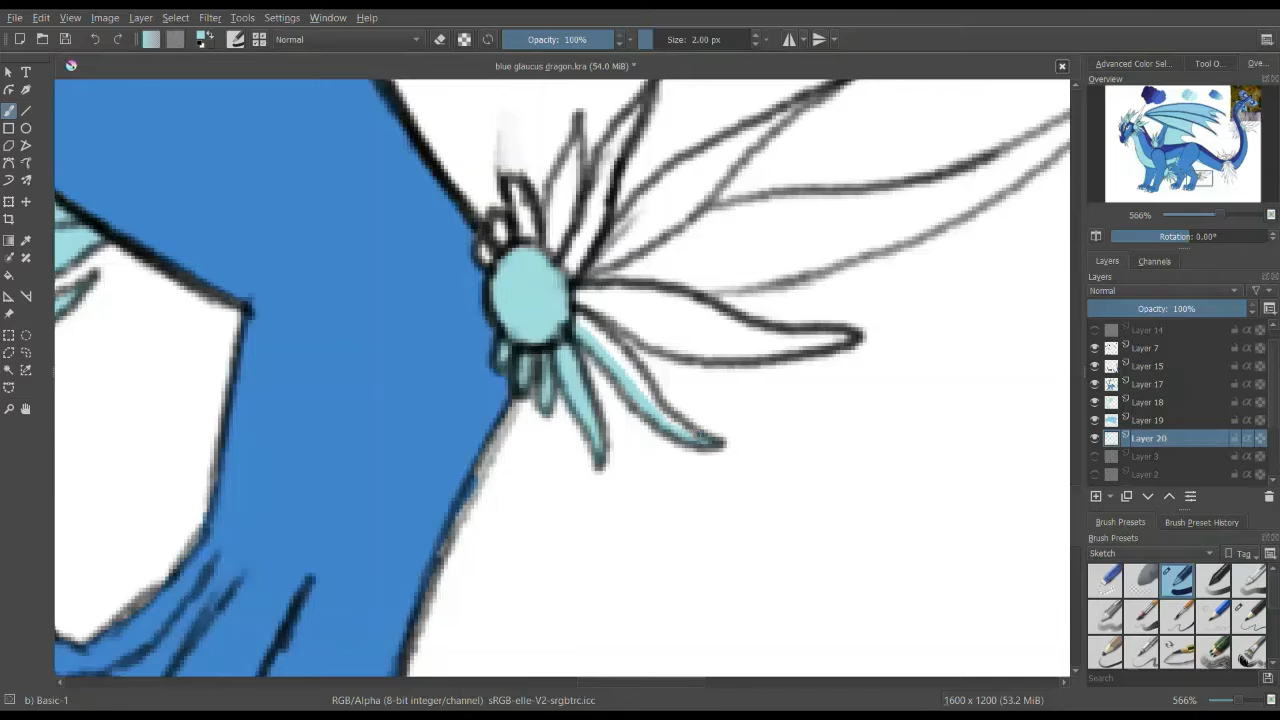 File Edit View Image Layer Select Filter Tools Settings Window Help
Normal Opacity: 100% Size: 2.00 px
blue glaucus dragon.kra (54.0 MiB) *
Advanced Color Sel... Tool O... Ove...
Overview
566%
Rotation: 0.00°
Layers Channels
Layers
Normal
Opacity: 100%
Layer 14
Layer 7
Layer 15
Layer 17
Layer 18
Layer 19
Layer 20
Layer 3
Layer 2
Brush Presets Brush Preset History
Brush Presets
Sketch Tag
Search
b) Basic-1 RGB/Alpha (8-bit integer/channel) sRGB-elle-V2-srgbtrc.icc 1600 x 1200 (53.2 MiB) 566%